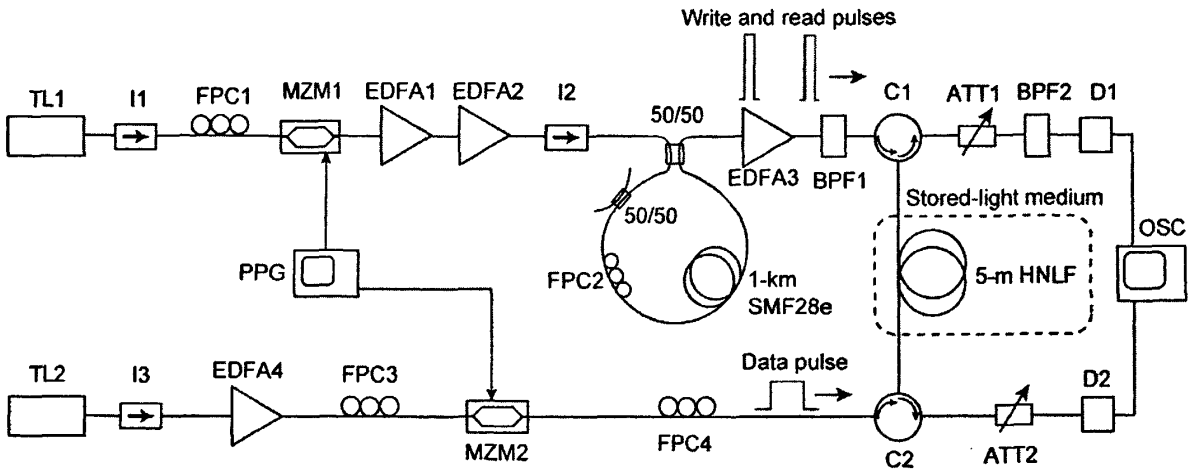 Write and read pulses
TL1
I1
FPC1
MZM1
EDFA1
EDFA2
I2
50/50
EDFA3
BPF1
C1
ATT1
BPF2
D1
50/50
Stored-light medium
OSC
PPG
FPC2
1-km
SMF28e
5-m HNLF
TL2
I3
EDFA4
FPC3
MZM2
FPC4
Data pulse
C2
ATT2
D2